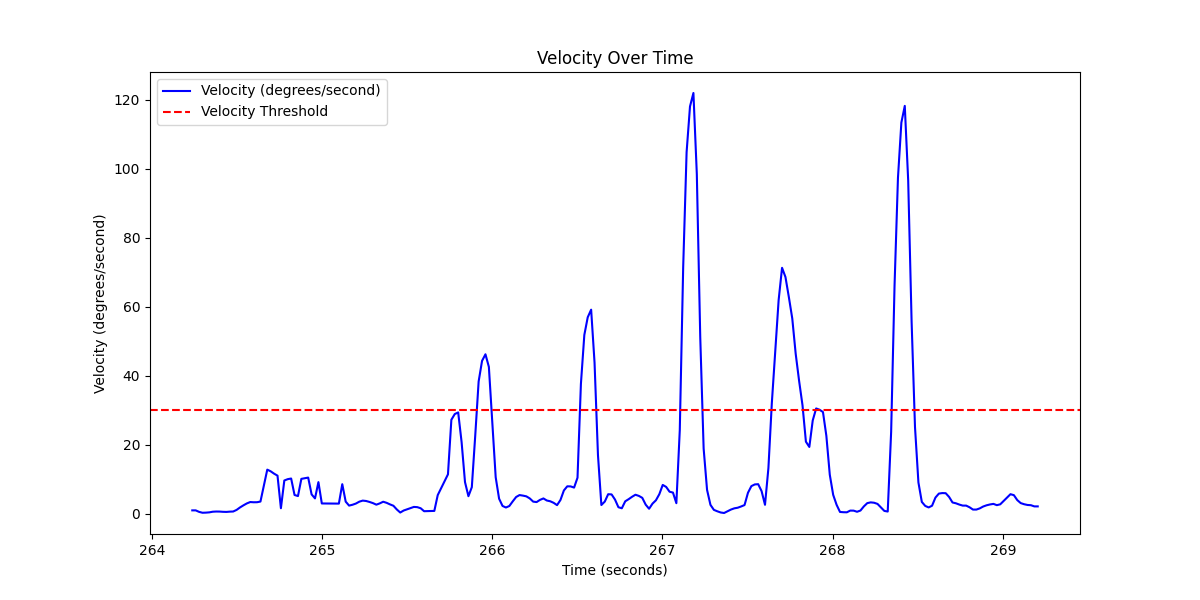 Velocity Over Time
Velocity (degrees/second)
Velocity Threshold
120
100
80
60
40
20
0
Velocity (degrees/second)
264 265 266 267 268 269
Time (seconds)